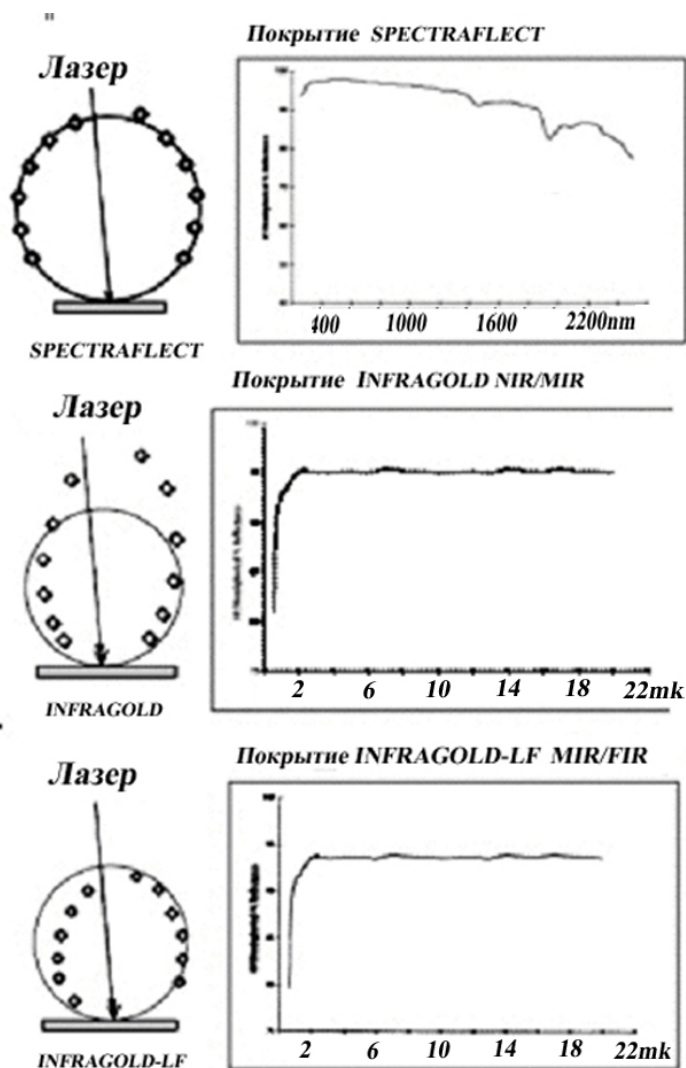 "
Покрытие SPECTRAFLECT
Лазер
400 1000 1600 2200nm
SPECTRAFLECT
Покрытие INFRAGOLD NIR/MIR
Лазер
2 6 10 14 18 22mk
INFRAGOLD
Покрытие INFRAGOLD-LF MIR/FIR
Лазер
2 6 10 14 18 22mk
INFRAGOLD-LF